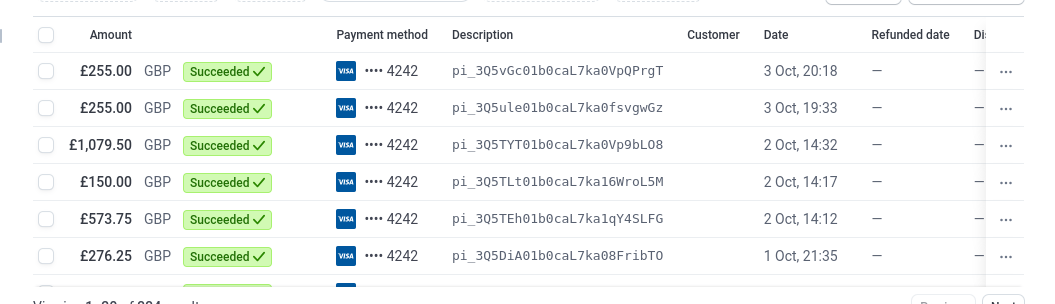 Amount Payment method Description Customer Date Refunded date
£255.00 GBP Succeeded ✓ VISA •••• 4242 pi_3Q5vGc01b0caL7ka0VpQPrgT 3 Oct, 20:18 — — ···
£255.00 GBP Succeeded ✓ VISA •••• 4242 pi_3Q5ule01b0caL7ka0fsvgwGz 3 Oct, 19:33 — — ···
£1,079.50 GBP Succeeded ✓ VISA •••• 4242 pi_3Q5TYT01b0caL7ka0Vp9bLO8 2 Oct, 14:32 — — ···
£150.00 GBP Succeeded ✓ VISA •••• 4242 pi_3Q5TLt01b0caL7ka16WroL5M 2 Oct, 14:17 — — ···
£573.75 GBP Succeeded ✓ VISA •••• 4242 pi_3Q5TEh01b0caL7ka1qY4SLFG 2 Oct, 14:12 — — ···
£276.25 GBP Succeeded ✓ VISA •••• 4242 pi_3Q5DiA01b0caL7ka08FribTO 1 Oct, 21:35 — — ···